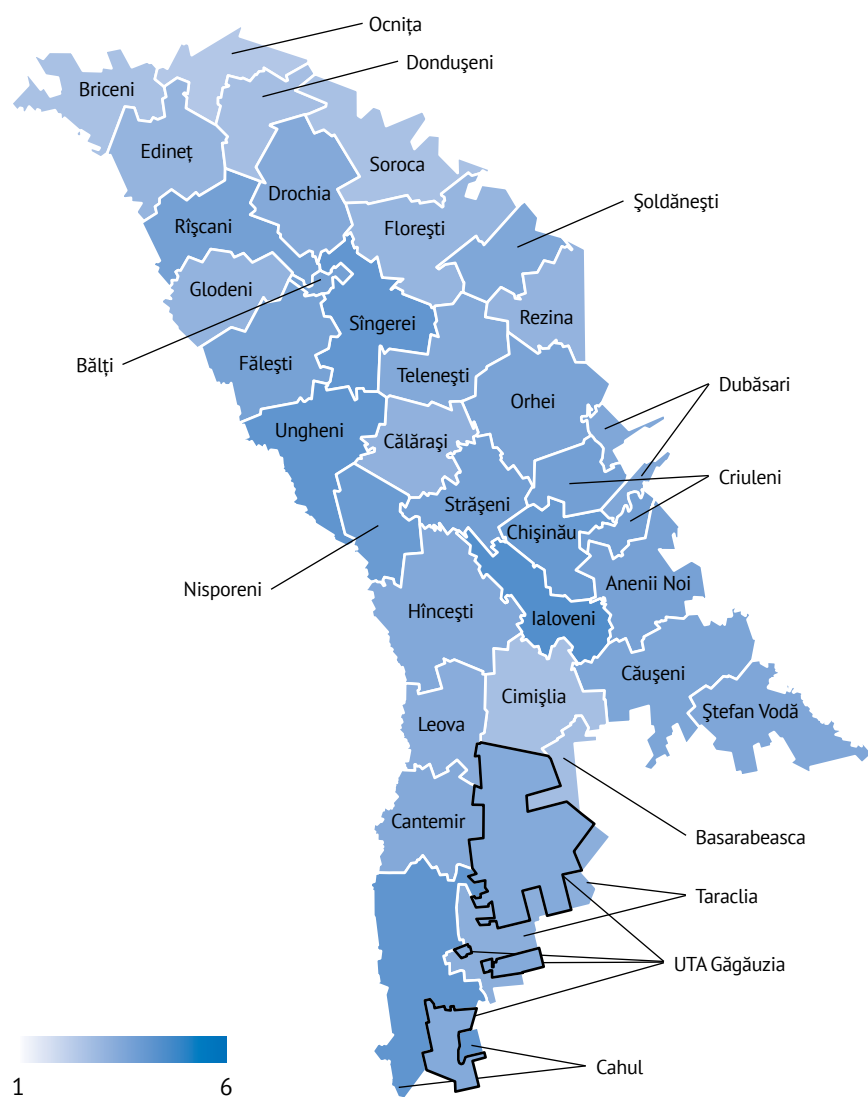 Ocnița
Dondușeni
Briceni
Edineț
Soroca
Drochia
Șoldănești
Rîșcani
Florești
Glodeni
Rezina
Sîngerei
Bălți
Fălești
Telenești
Dubăsari
Orhei
Ungheni
Călărași
Criuleni
Strășeni
Chișinău
Nisporeni
Anenii Noi
Hîncești
Ialoveni
Căușeni
Cimișlia
Ștefan Vodă
Leova
Cantemir
Basarabeasca
Taraclia
UTA Găgăuzia
Cahul
1 6